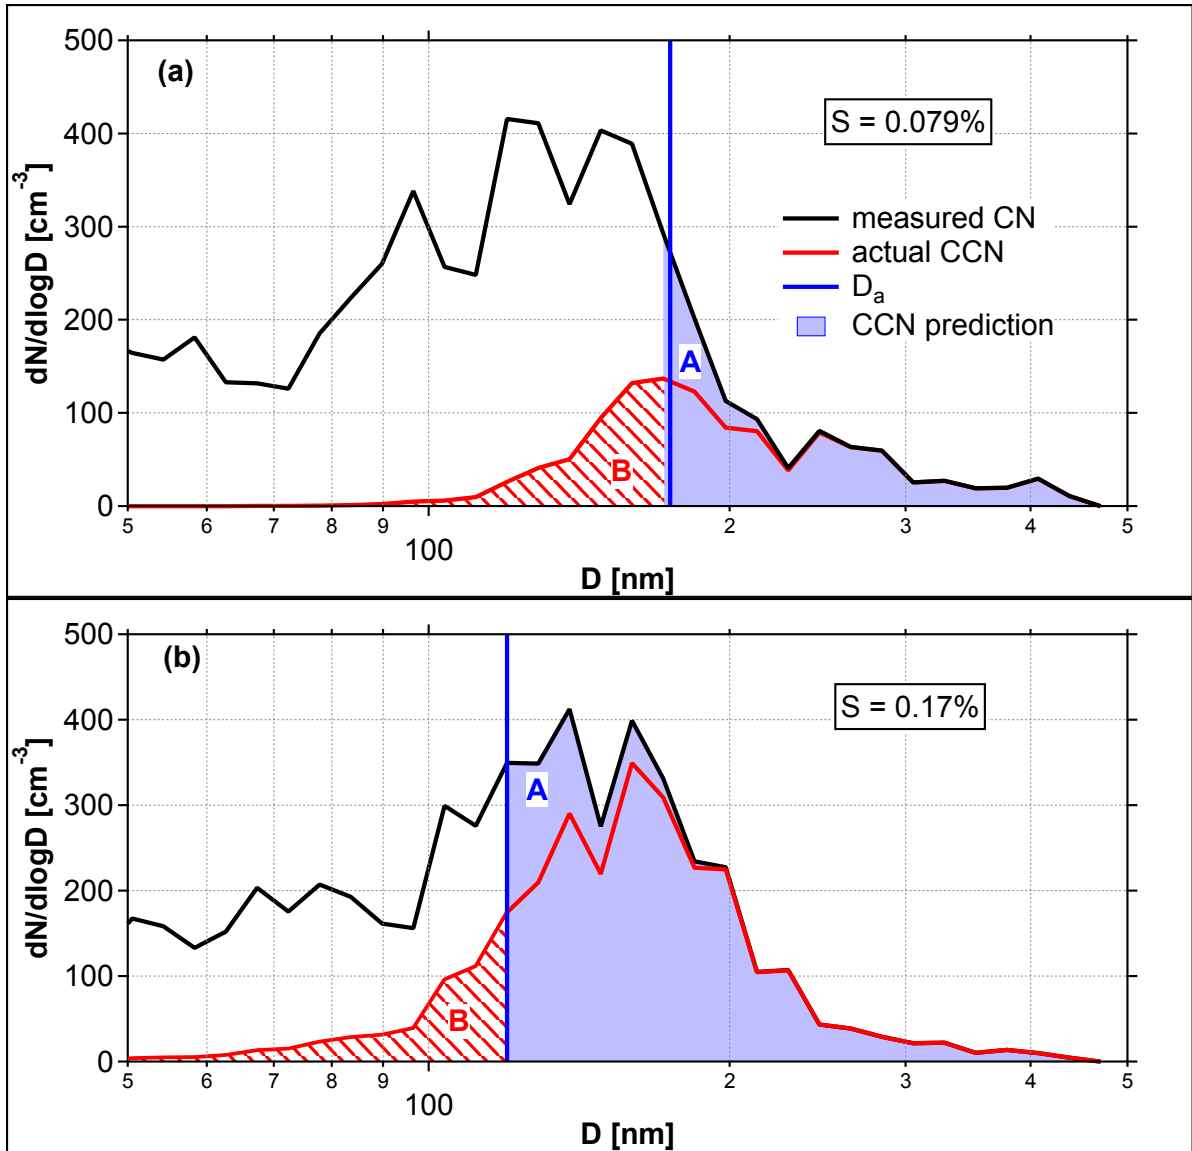 500
400
300
200
100
0
dN/dlogD [cm⁻³]
(a)
S = 0.079%
measured CN
actual CCN
Dₐ
CCN prediction
A
B
5 6 7 8 9 2 3 4 5
100
D [nm]
500
400
300
200
100
0
dN/dlogD [cm⁻³]
(b)
S = 0.17%
A
B
5 6 7 8 9 2 3 4 5
100
D [nm]